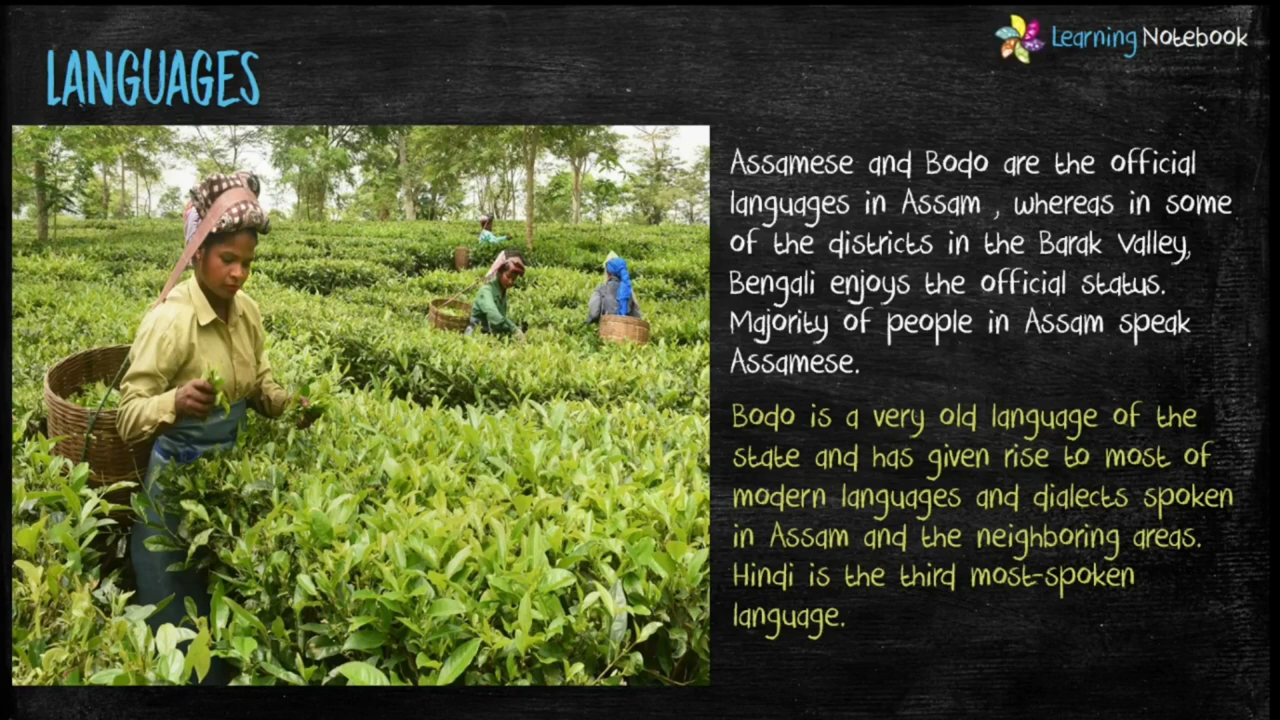 Learning Notebook
LANGUAGES
Assamese and Bodo are the official
languages in Assam , whereas in some
of the districts in the Barak Valley,
Bengali enjoys the official status.
Majority of people in Assam speak
Assamese.
Bodo is a very old language of the
state and has given rise to most of
modern languages and dialects spoken
in Assam and the neighboring areas.
Hindi is the third most-spoken
language.